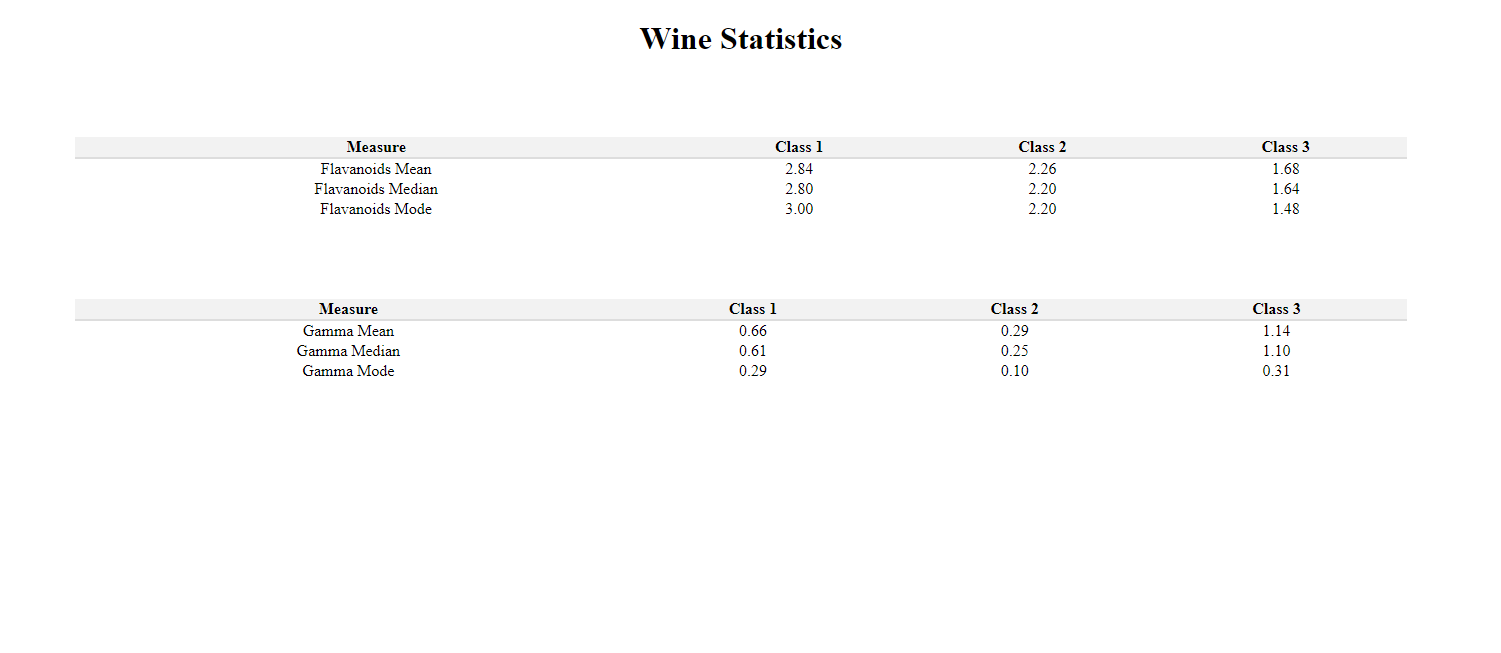 Wine Statistics
Measure Class 1 Class 2 Class 3
Flavanoids Mean 2.84 2.26 1.68
Flavanoids Median 2.80 2.20 1.64
Flavanoids Mode 3.00 2.20 1.48
Measure Class 1 Class 2 Class 3
Gamma Mean 0.66 0.29 1.14
Gamma Median 0.61 0.25 1.10
Gamma Mode 0.29 0.10 0.31